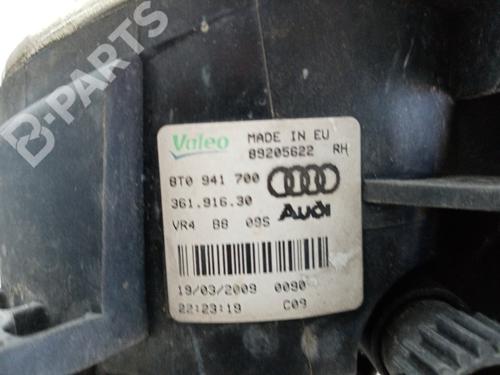 B-PARTS
Valeo MADE IN EU
89205622 RH
8T0 941 700
361.916.30
VR4 B8 09S Audi
19/03/2009 0090
22:23:19 C09